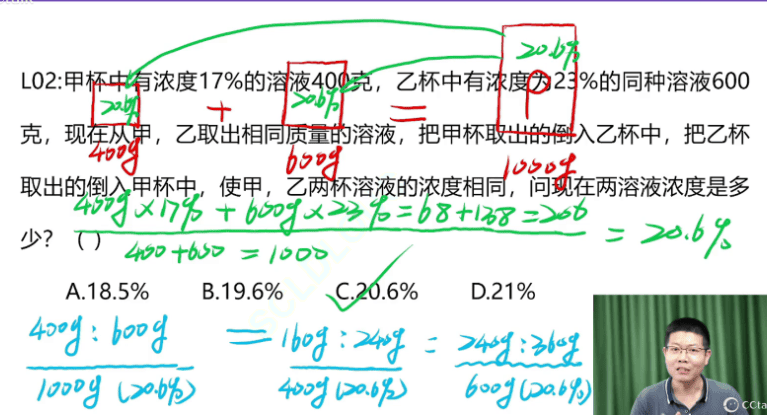 20.6%
L02:甲杯中有浓度17%的溶液400克，乙杯中有浓度为23%的同种溶液600
20.6% + 20.6% = P
克，现在从甲，乙取出相同质量的溶液，把甲杯取出的倒入乙杯中，把乙杯
400g 600g 1000g
取出的倒入甲杯中，使甲，乙两杯溶液的浓度相同，问现在两溶液浓度是多
400g×17% + 600g×23% = 68+138 = 206
少？（ ）
400+600 = 1000
= 20.6%
A.18.5% B.19.6% C.20.6% D.21%
400g : 600g = 160g : 240g = 240g : 360g
1000g (20.6%) 400g(20.6%) 600g(20.6%)
CCta